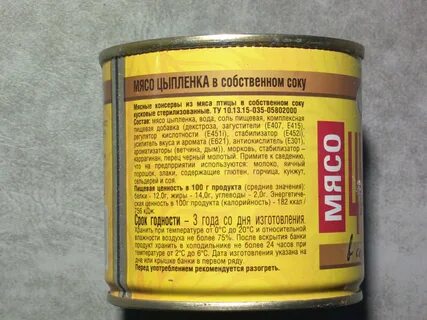 МЯСО ЦЫПЛЕНКА в собственном соку
Мясные консервы из мяса птицы в собственном соку
кусковые стерилизованные. ТУ 10.13.15-035-05802000
Состав: мясо цыпленка, вода, соль пищевая, комплексная
пищевая добавка (декстроза, загустители (Е407, Е415),
регулятор кислотности (Е451i), стабилизатор (Е452i),
усилитель вкуса и аромата (Е621), антиокислитель (Е301),
ароматизаторы (ветчина, дым)), морковь, стабилизатор –
каррагинан, перец черный молотый. Примите к сведению,
что на предприятии используются: молоко, яичный
порошок, злаки, содержащие глютен, горчица, кунжут,
сельдерей и соя.
Пищевая ценность в 100 г продукта (средние значения):
белки - 12,0г, жиры - 14,0г, углеводы - 2,0г. Энергетичес-
кая ценность в 100г продукта (калорийность) - 182 ккал/
756 кДж.
Срок годности – 3 года со дня изготовления.
Хранить при температуре от 0°С до 20°С и относительной
влажности воздуха не более 75%. После вскрытия банки
продукт хранить в холодильнике не более 24 часов при
температуре от 2°С до 6°С. Дата изготовления указана на
дне или крышке банки в первом ряду.
Перед употреблением рекомендуется разогреть.
МЯСО